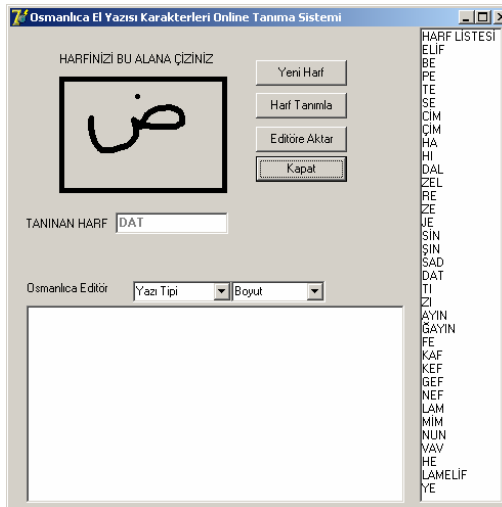 Osmanlıca El Yazısı Karakterleri Online Tanıma Sistemi
HARFİNİZİ BU ALANA ÇİZİNİZ
ض
Yeni Harf
Harf Tanımla
Editöre Aktar
Kapat
TANINAN HARF DAT
Osmanlıca Editör Yazı Tipi Boyut
HARF LİSTESİ
ELİF
BE
PE
TE
SE
CİM
ÇİM
HA
HI
DAL
ZEL
RE
ZE
JE
SİN
ŞIN
SAD
DAT
TI
ZI
AYIN
ĞAYIN
FE
KAF
KEF
GEF
NEF
LAM
MİM
NUN
VAV
HE
LAMELİF
YE